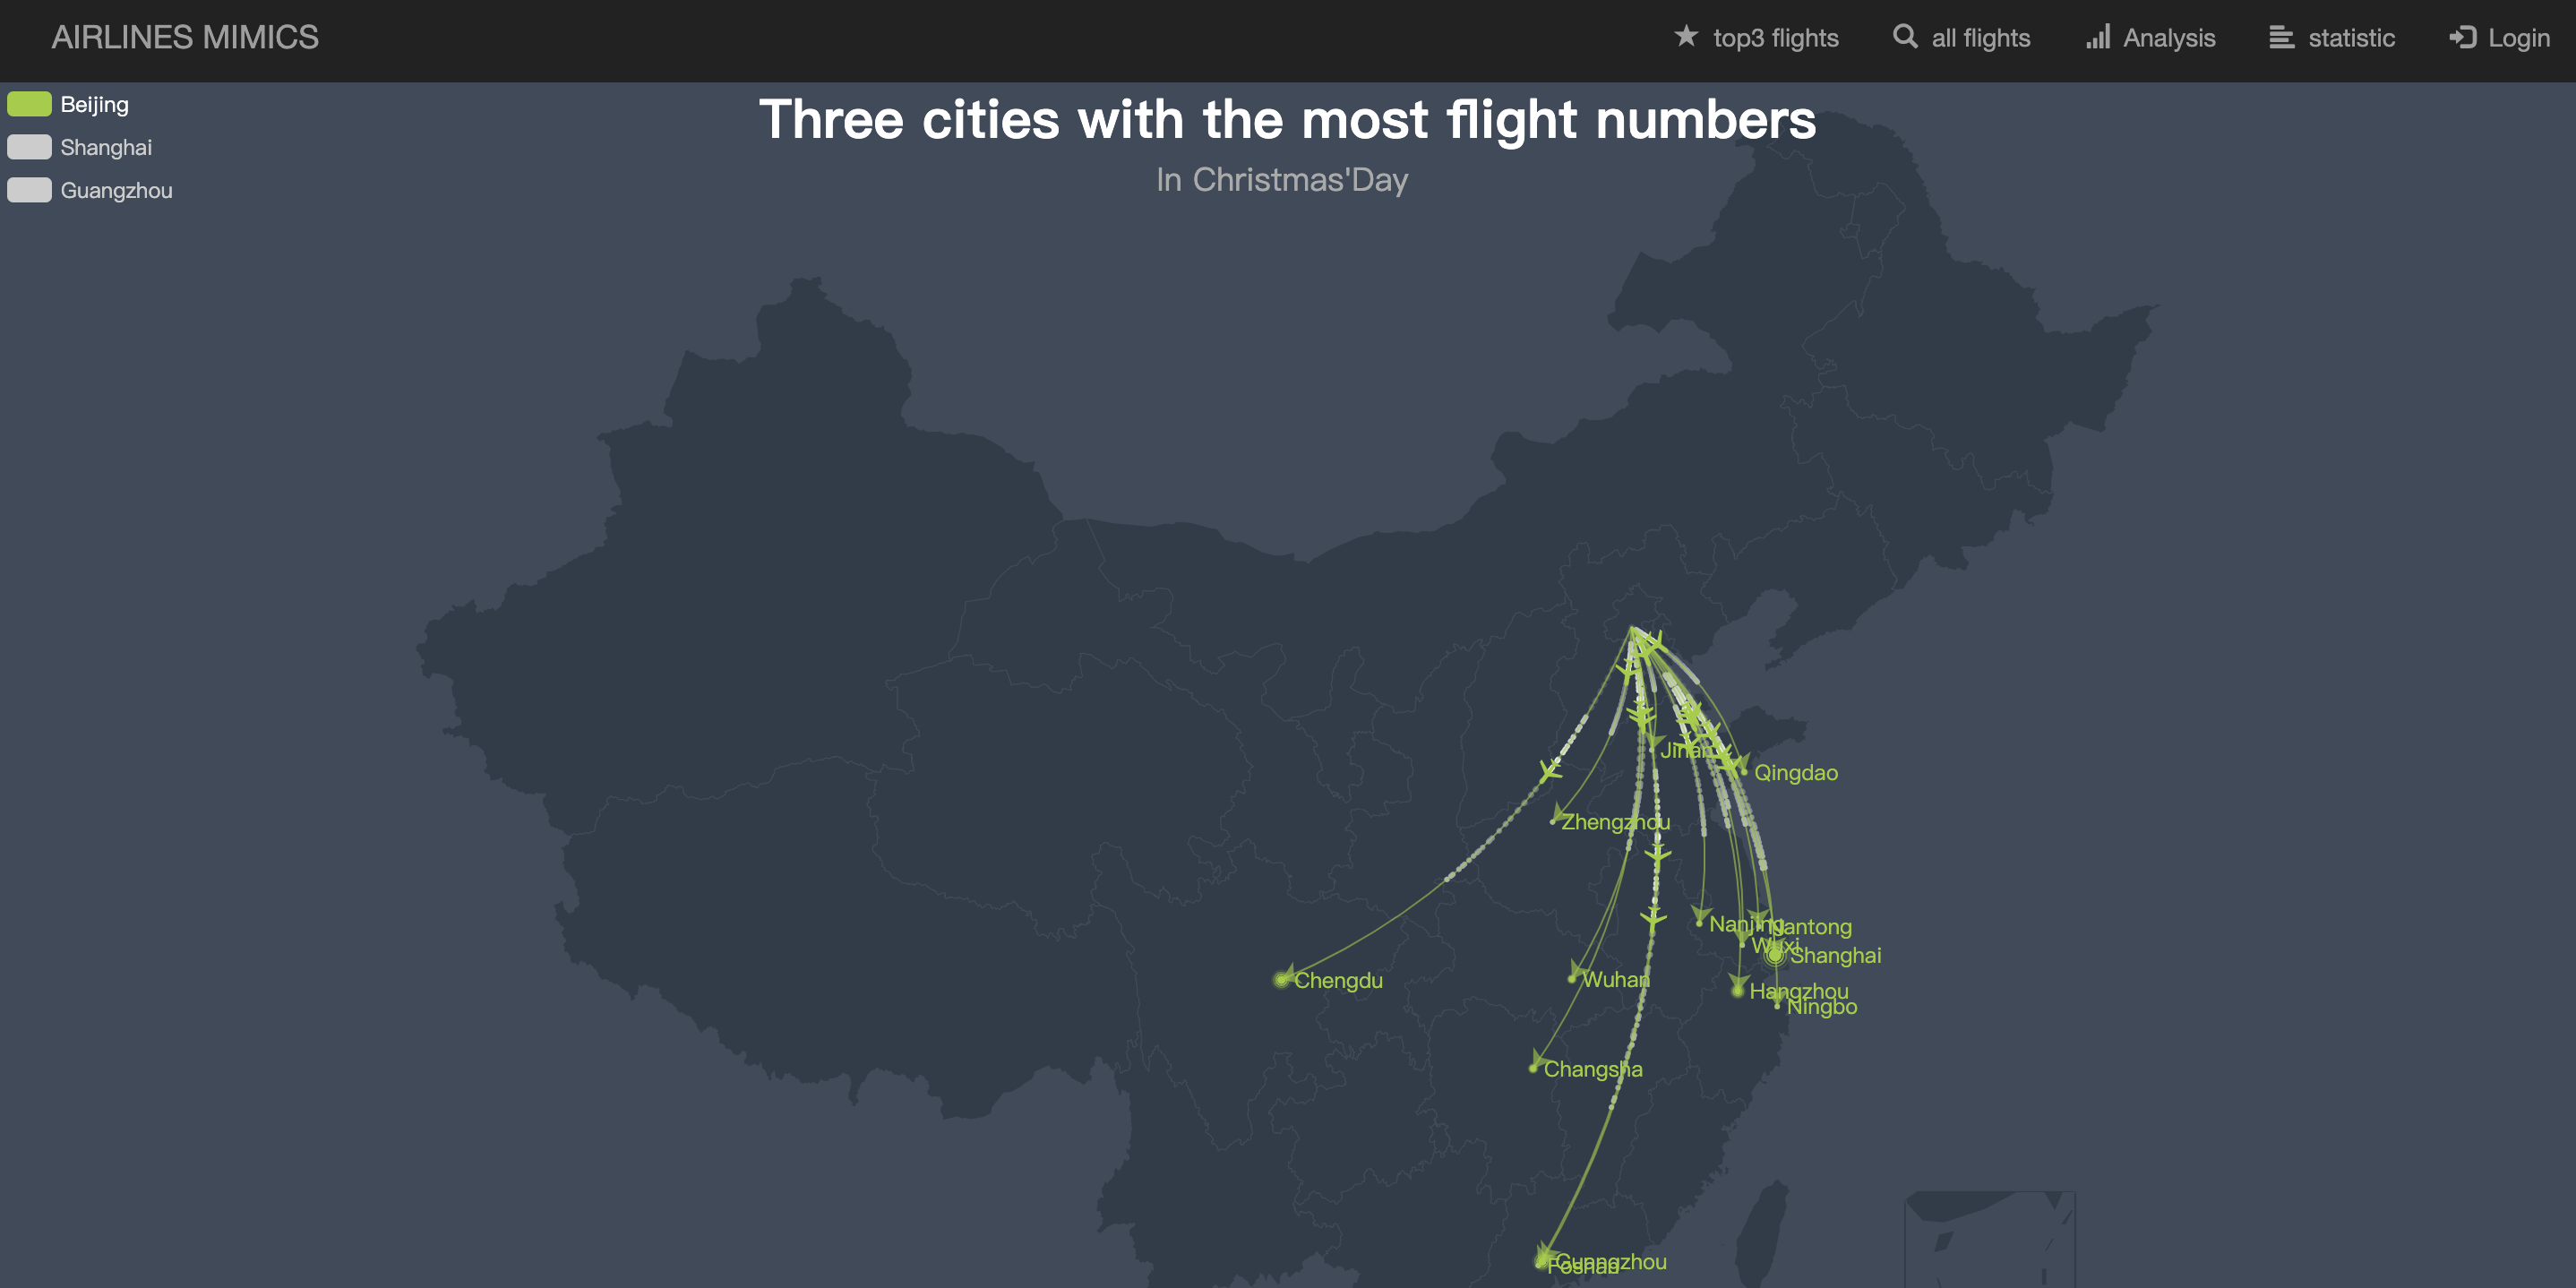 AIRLINES MIMICS
top3 flights
all flights
Analysis
statistic
Login
Beijing
Shanghai
Guangzhou
Three cities with the most flight numbers
In Christmas'Day
Jinan
Qingdao
Zhengzhou
Nanjing
Nantong
Wuxi
Shanghai
Chengdu
Wuhan
Hangzhou
Ningbo
Changsha
Guangzhou
Foshan